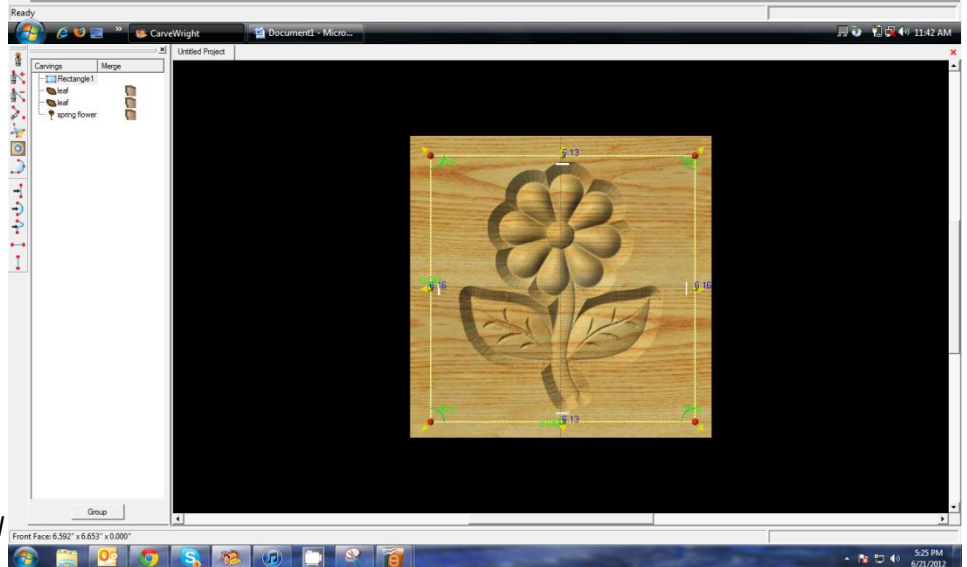 Ready
CarveWright
Document1 - Micro...
11:42 AM
Untitled Project
Carvings Merge
Rectangle1
leaf
leaf
spring flower
6.13
6.16
6.16
6.13
Group
Front Face: 6.592" x 6.653" x 0.000"
5:25 PM
6/21/2012